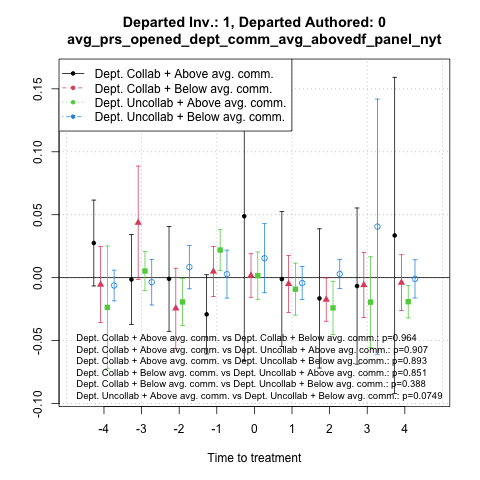 Departed Inv.: 1, Departed Authored: 0
avg_prs_opened_dept_comm_avg_abovedf_panel_nyt
Dept. Collab + Above avg. comm.
Dept. Collab + Below avg. comm.
Dept. Uncollab + Above avg. comm.
Dept. Uncollab + Below avg. comm.
0.15
0.10
0.05
0.00
-0.05
-0.10
Dept. Collab + Above avg. comm. vs Dept. Collab + Below avg. comm.: p=0.964
Dept. Collab + Above avg. comm. vs Dept. Uncollab + Above avg. comm.: p=0.907
Dept. Collab + Above avg. comm. vs Dept. Uncollab + Below avg. comm.: p=0.893
Dept. Collab + Below avg. comm. vs Dept. Uncollab + Above avg. comm.: p=0.851
Dept. Collab + Below avg. comm. vs Dept. Uncollab + Below avg. comm.: p=0.388
Dept. Uncollab + Above avg. comm. vs Dept. Uncollab + Below avg. comm.: p=0.0749
-4 -3 -2 -1 0 1 2 3 4
Time to treatment